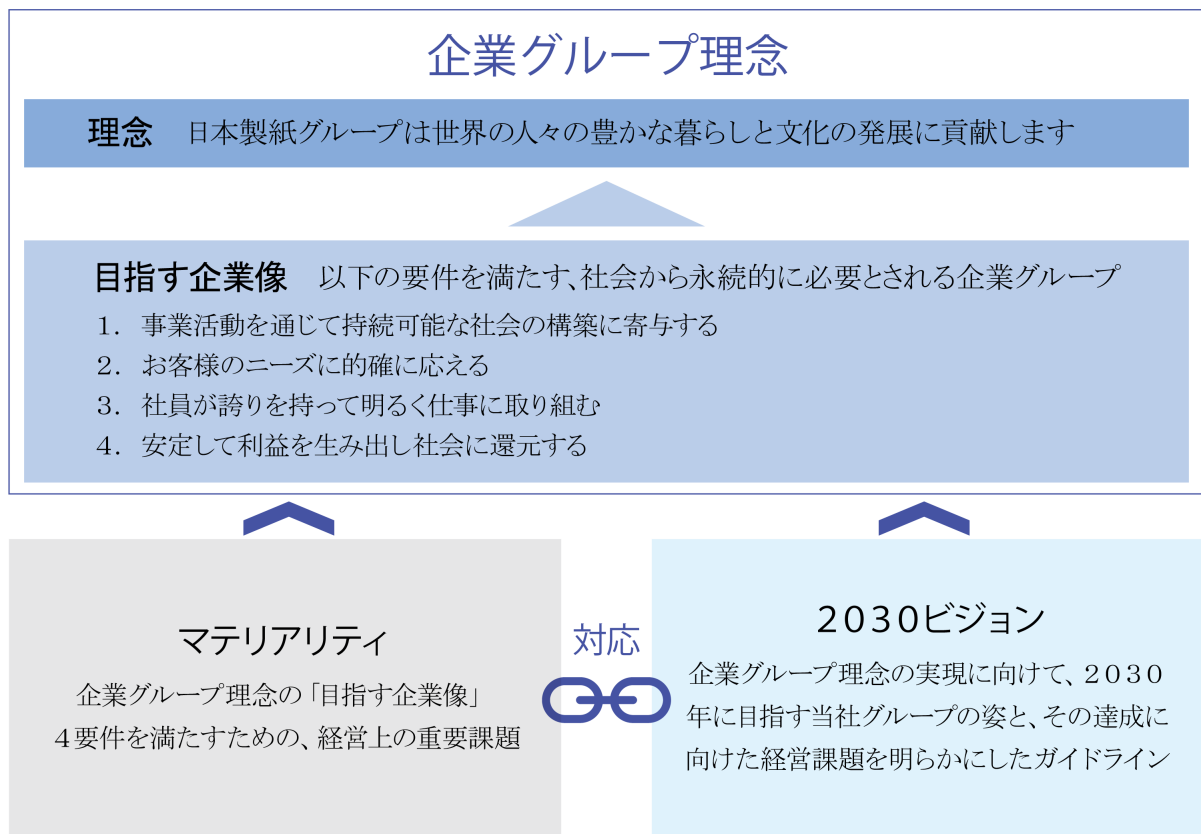 企業グループ理念
理念 日本製紙グループは世界の人々の豊かな暮らしと文化の発展に貢献します
目指す企業像 以下の要件を満たす、社会から永続的に必要とされる企業グループ
1. 事業活動を通じて持続可能な社会の構築に寄与する
2. お客様のニーズに的確に応える
3. 社員が誇りを持って明るく仕事に取り組む
4. 安定して利益を生み出し社会に還元する
マテリアリティ
企業グループ理念の「目指す企業像」
4要件を満たすための、経営上の重要課題
対応
2030ビジョン
企業グループ理念の実現に向けて、2030
年に目指す当社グループの姿と、その達成に
向けた経営課題を明らかにしたガイドライン